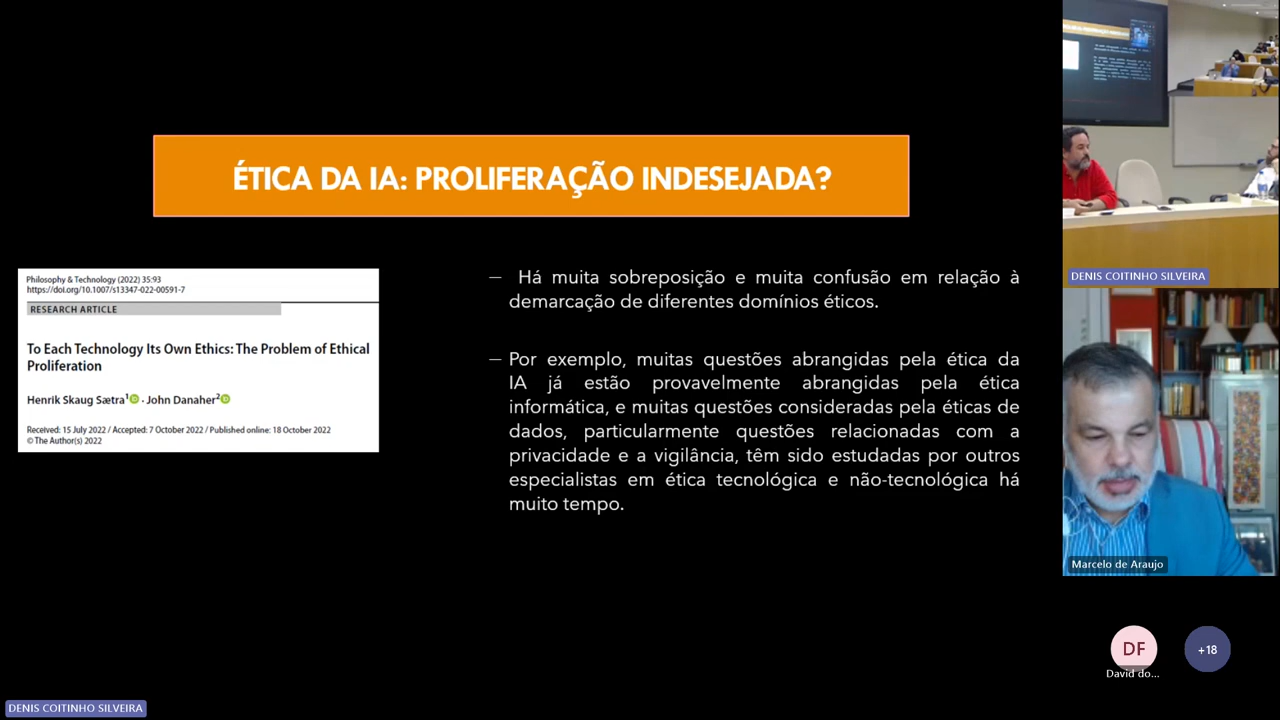 ÉTICA DA IA: PROLIFERAÇÃO INDESEJADA?
Philosophy & Technology (2022) 35:93
https://doi.org/10.1007/s13347-022-00591-7
RESEARCH ARTICLE
To Each Technology Its Own Ethics: The Problem of Ethical
Proliferation
Henrik Skaug Sætra1 · John Danaher2
Received: 15 July 2022 / Accepted: 7 October 2022 / Published online: 18 October 2022
© The Author(s) 2022
— Há muita sobreposição e muita confusão em relação à
demarcação de diferentes domínios éticos.
— Por exemplo, muitas questões abrangidas pela ética da
IA já estão provavelmente abrangidas pela ética
informática, e muitas questões consideradas pela éticas de
dados, particularmente questões relacionadas com a
privacidade e a vigilância, têm sido estudadas por outros
especialistas em ética tecnológica e não-tecnológica há
muito tempo.
DENIS COITINHO SILVEIRA
Marcelo de Araujo
DF
David do...
+18
DENIS COITINHO SILVEIRA